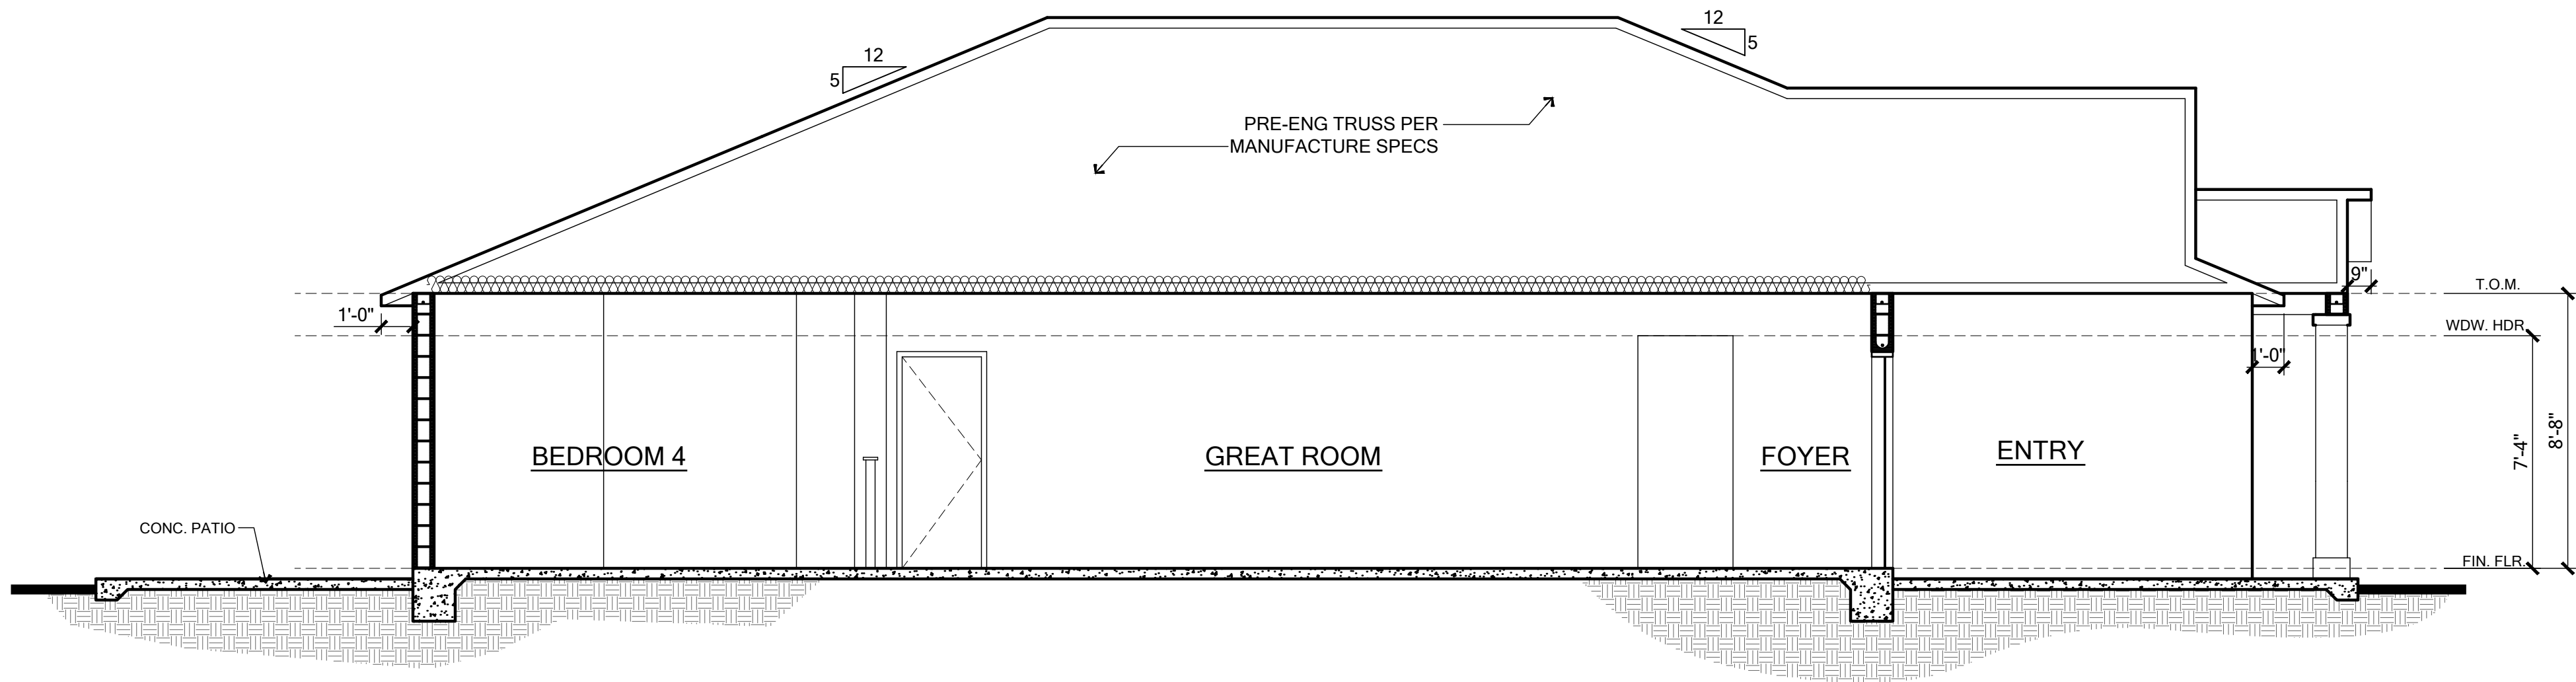 12
5
12
5
PRE-ENG TRUSS PER
MANUFACTURE SPECS
9"
T.O.M.
1'-0"
WDW. HDR.
1'-0"
BEDROOM 4
GREAT ROOM
FOYER
ENTRY
7'-4"
8'-8"
CONC. PATIO
FIN. FLR.